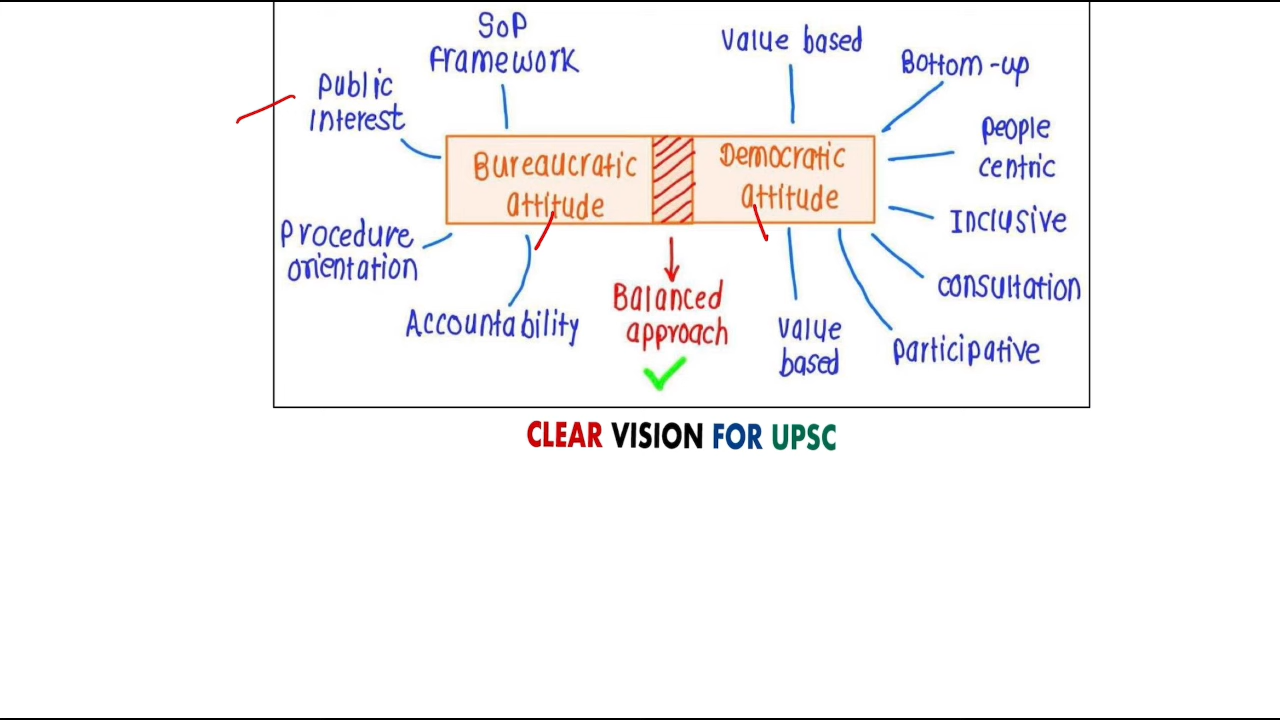 SoP
framework
Public
Interest
Procedure
orientation
Accountability
Bureaucratic
attitude
Balanced
approach
Democratic
attitude
Value based
Bottom-up
People
centric
Inclusive
consultation
Participative
Value
based
CLEAR VISION FOR UPSC